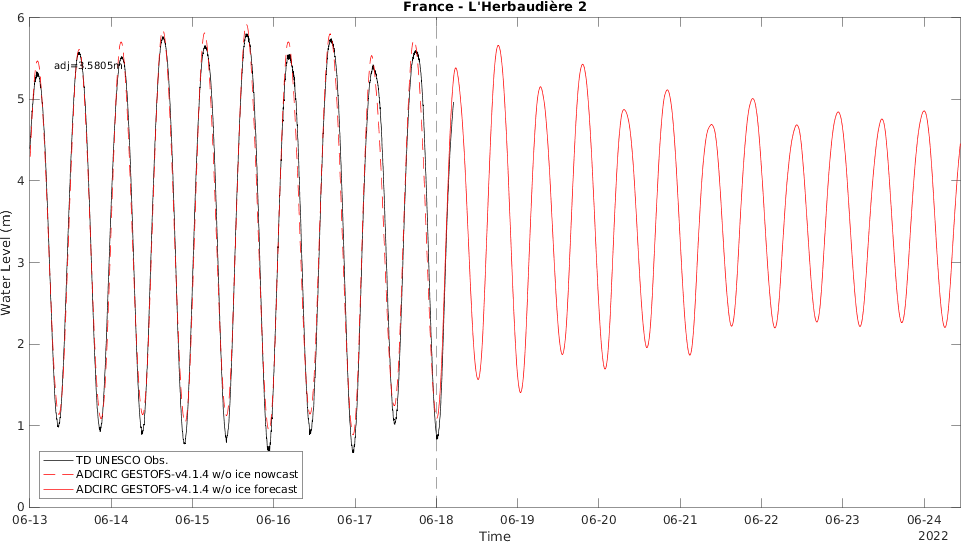 France - L'Herbaudière 2
6
adj=3.5805m
5
4
3
2
1
0
Water Level (m)
TD UNESCO Obs.
ADCIRC GESTOFS-v4.1.4 w/o ice nowcast
ADCIRC GESTOFS-v4.1.4 w/o ice forecast
06-13 06-14 06-15 06-16 06-17 06-18 06-19 06-20 06-21 06-22 06-23 06-24
Time
2022